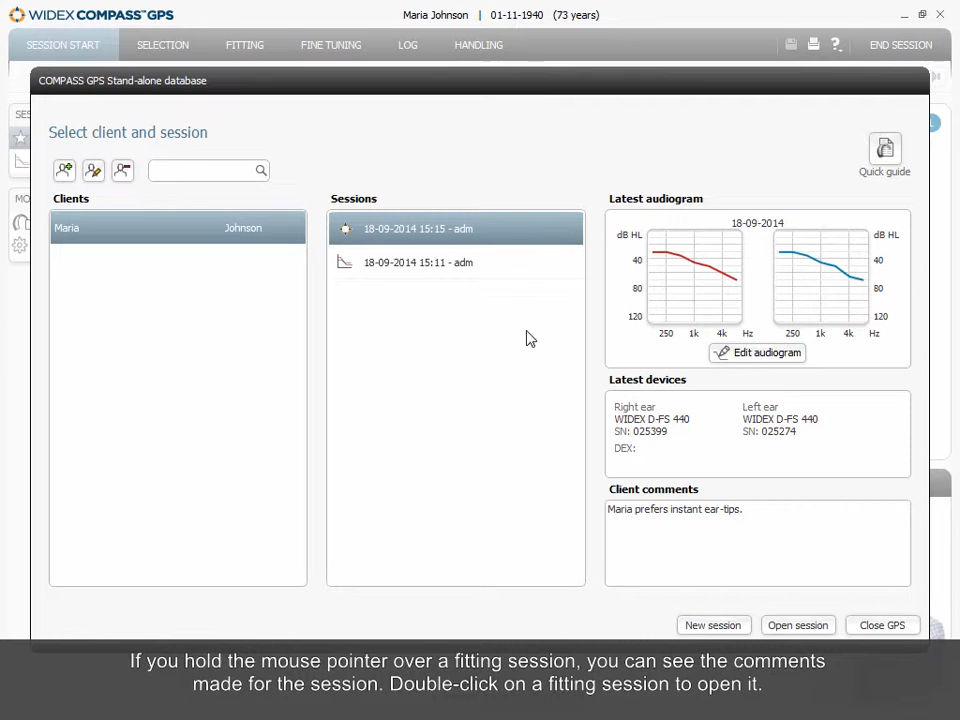 WIDEX COMPASS™ GPS
Maria Johnson | 01-11-1940 (73 years)
SESSION START SELECTION FITTING FINE TUNING LOG HANDLING ? END SESSION
COMPASS GPS Stand-alone database
Select client and session
Quick guide
Clients
Sessions
Latest audiogram
Maria Johnson
18-09-2014 15:15 - adm
18-09-2014 15:11 - adm
18-09-2014
dB HL dB HL
40 40
80 80
120 120
250 1k 4k Hz 250 1k 4k Hz
Edit audiogram
Latest devices
Right ear Left ear
WIDEX D-FS 440 WIDEX D-FS 440
SN: 025399 SN: 025274
DEX:
Client comments
Maria prefers instant ear-tips.
New session Open session Close GPS
If you hold the mouse pointer over a fitting session, you can see the comments
made for the session. Double-click on a fitting session to open it.